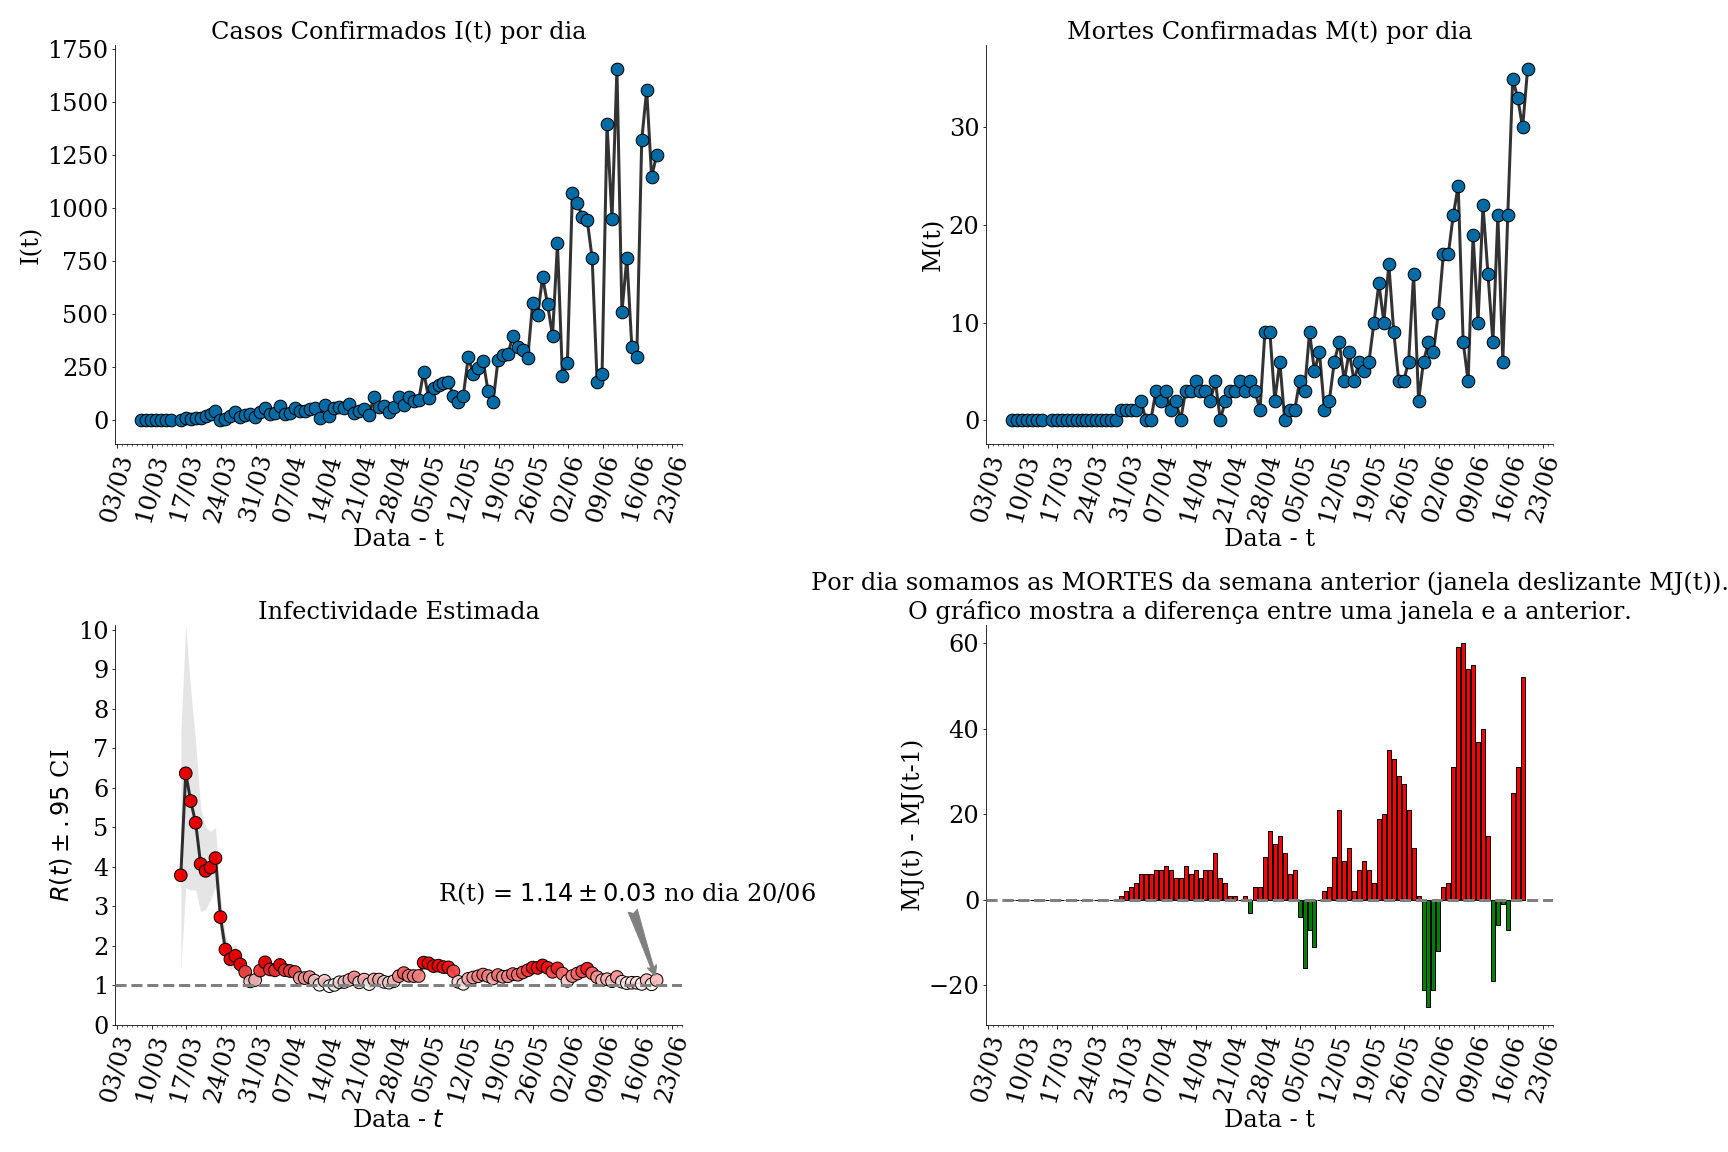 Casos Confirmados I(t) por dia
1750
1500
1250
1000
750
500
250
0
I(t)
03/03 10/03 17/03 24/03 31/03 07/04 14/04 21/04 28/04 05/05 12/05 19/05 26/05 02/06 09/06 16/06 23/06
Data - t
Mortes Confirmadas M(t) por dia
30
20
10
0
M(t)
03/03 10/03 17/03 24/03 31/03 07/04 14/04 21/04 28/04 05/05 12/05 19/05 26/05 02/06 09/06 16/06 23/06
Data - t
Infectividade Estimada
10
9
8
7
6
5
4
3
2
1
0
R(t) ± .95 CI
R(t) = 1.14 ± 0.03 no dia 20/06
03/03 10/03 17/03 24/03 31/03 07/04 14/04 21/04 28/04 05/05 12/05 19/05 26/05 02/06 09/06 16/06 23/06
Data - t
Por dia somamos as MORTES da semana anterior (janela deslizante MJ(t)).
O gráfico mostra a diferença entre uma janela e a anterior.
60
40
20
0
−20
MJ(t) - MJ(t-1)
03/03 10/03 17/03 24/03 31/03 07/04 14/04 21/04 28/04 05/05 12/05 19/05 26/05 02/06 09/06 16/06 23/06
Data - t